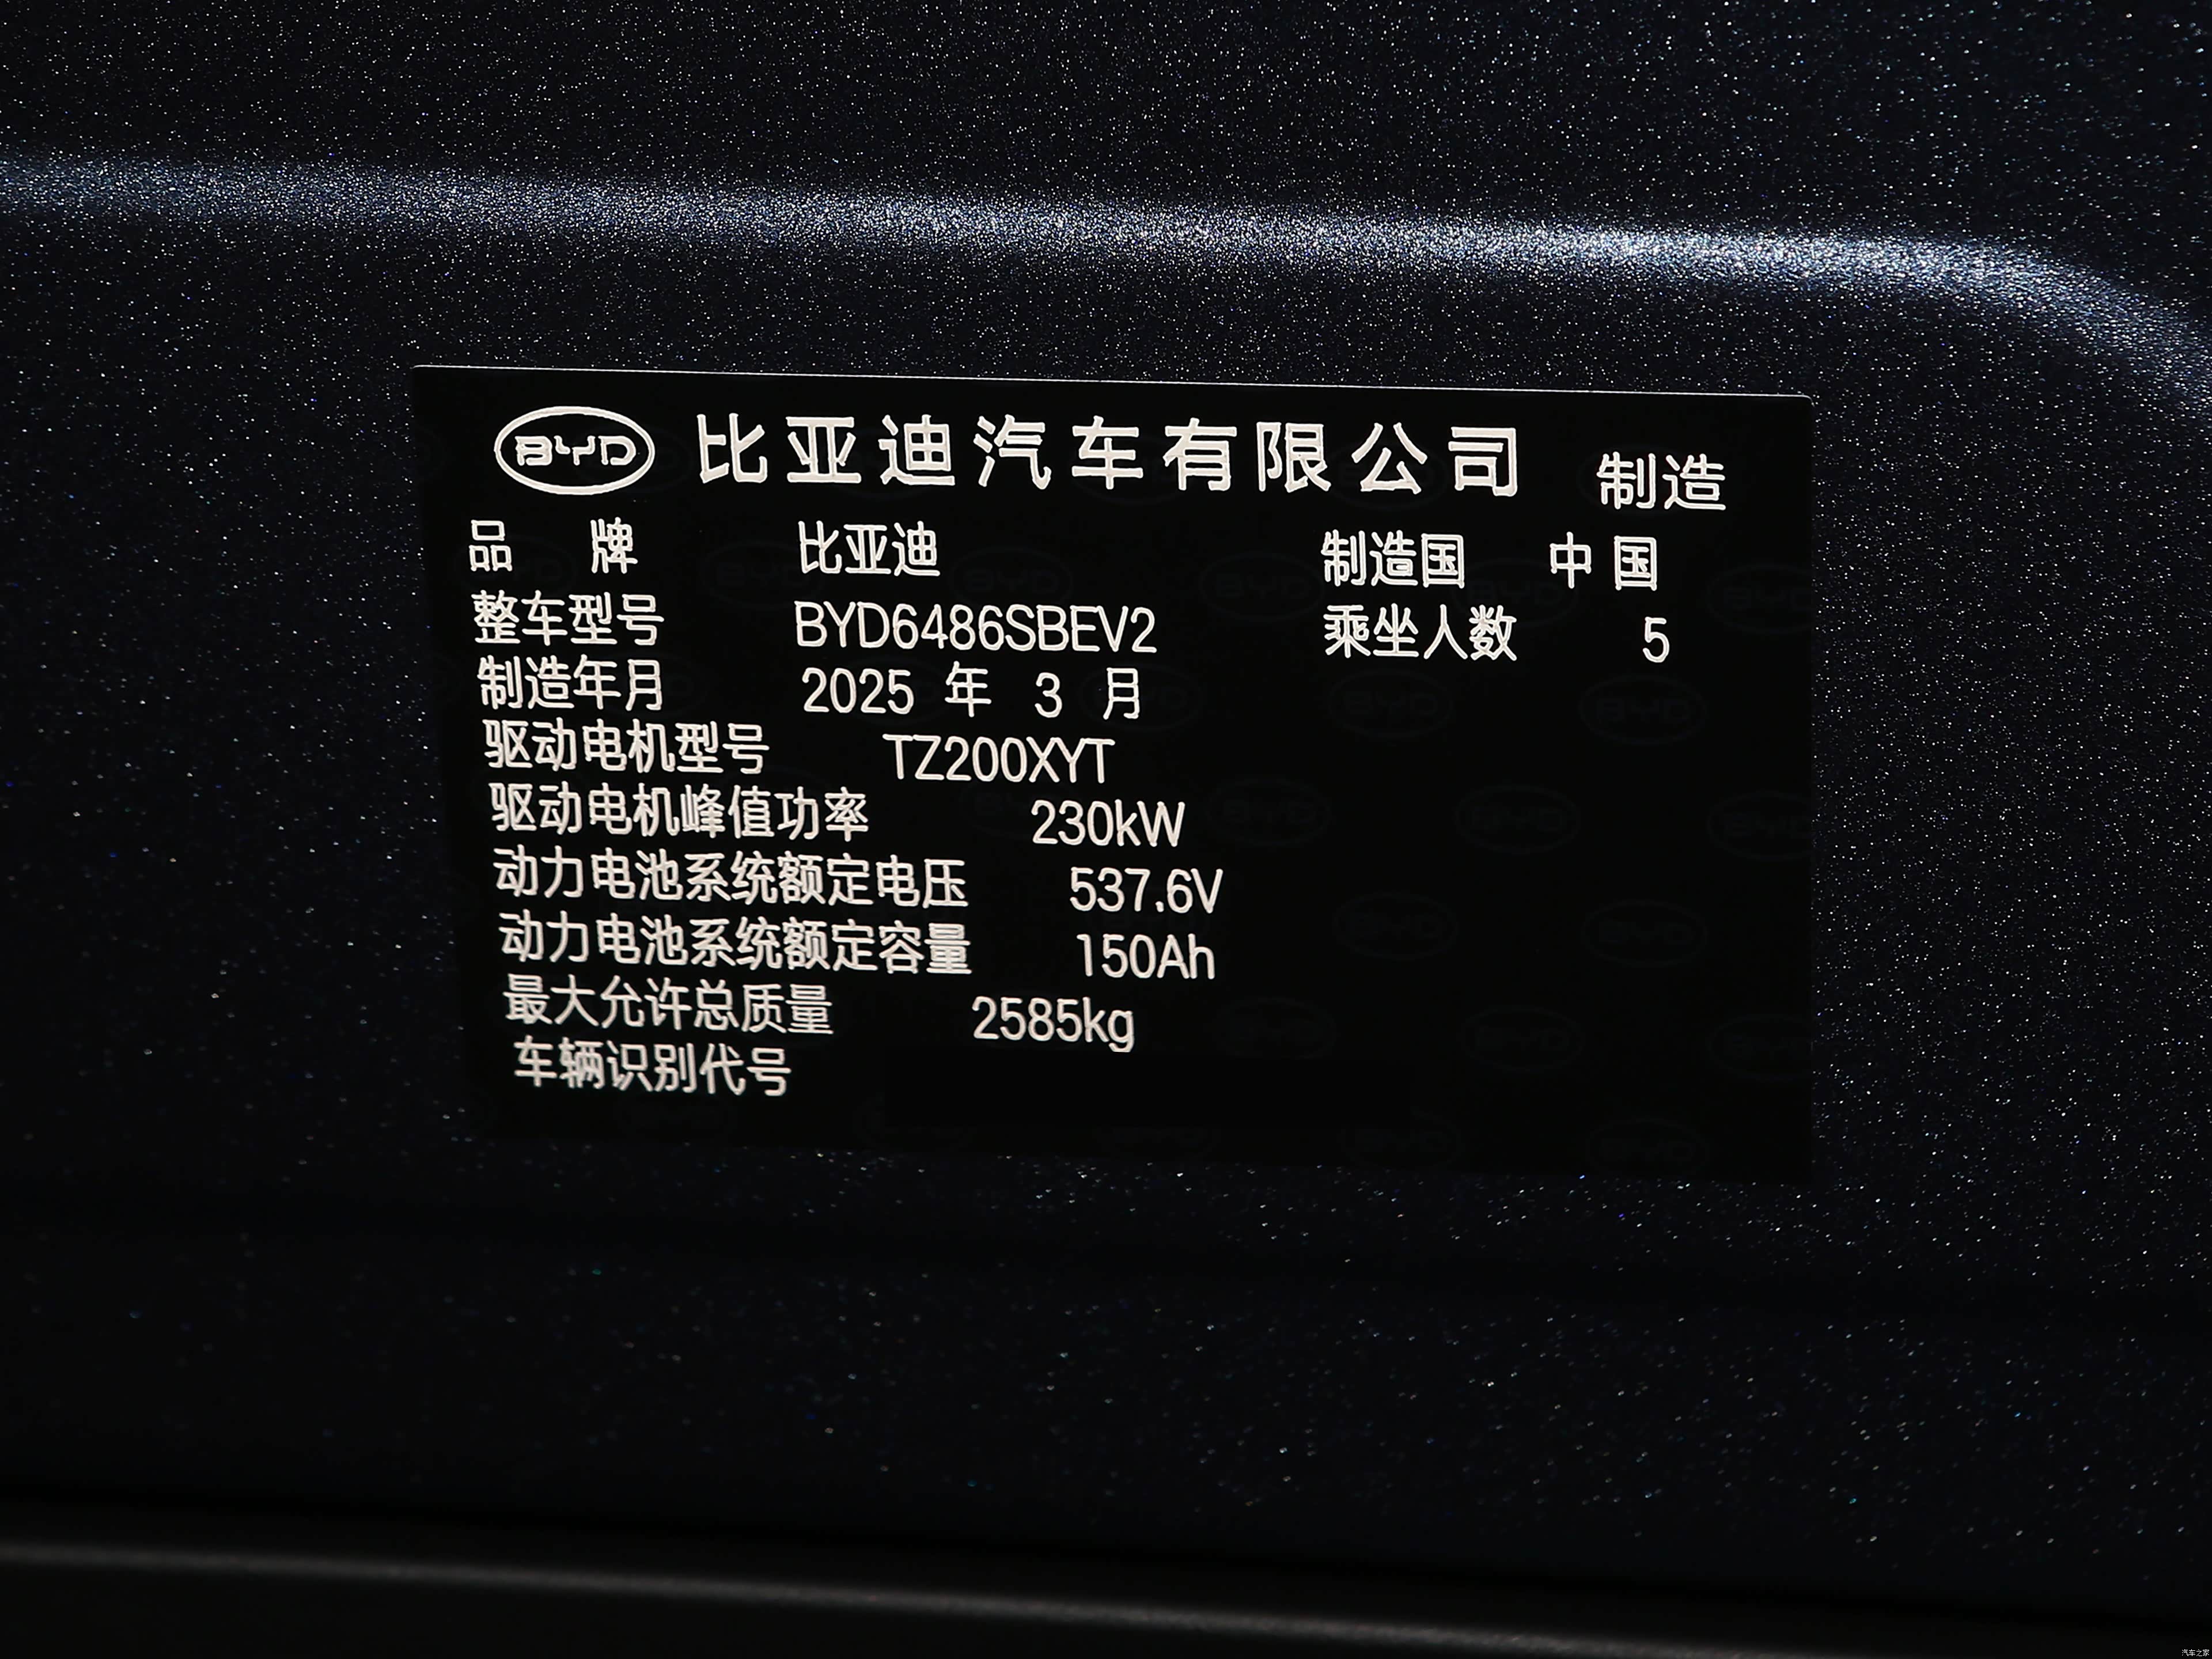 BYD 比亚迪汽车有限公司 制造
品 牌 比亚迪 制造国 中国
整车型号 BYD6486SBEV2 乘坐人数 5
制造年月 2025 年 3 月
驱动电机型号 TZ200XYT
驱动电机峰值功率 230kW
动力电池系统额定电压 537.6V
动力电池系统额定容量 150Ah
最大允许总质量 2585kg
车辆识别代号
汽车之家